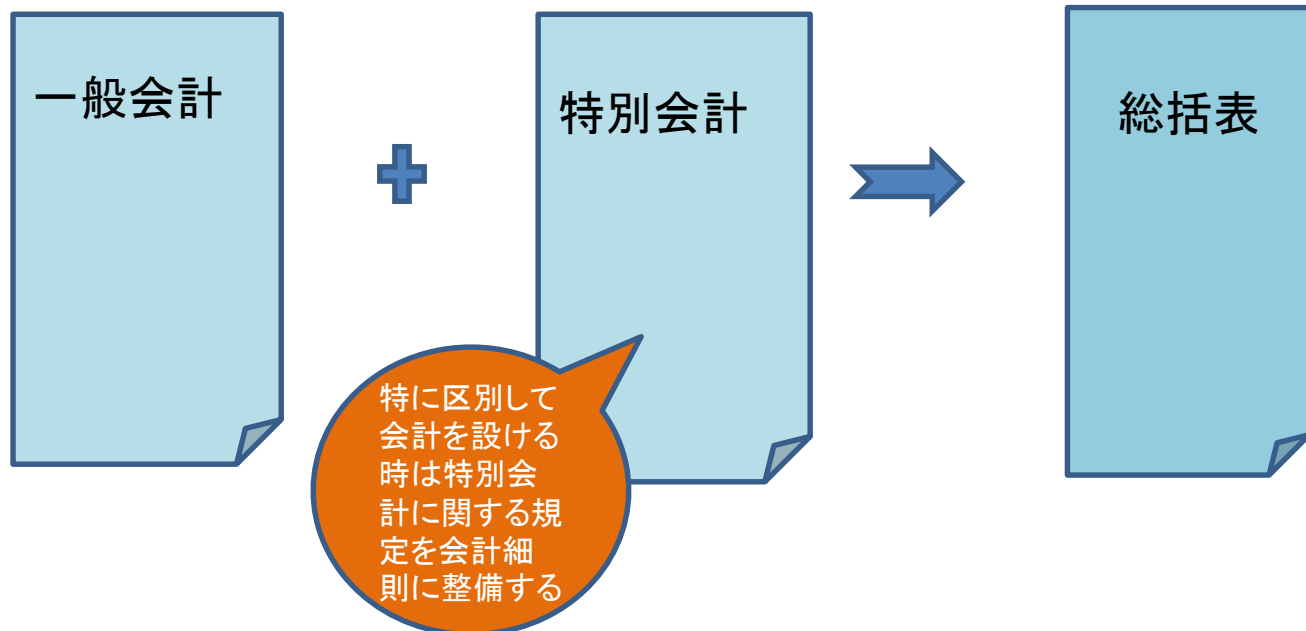 一般会計
特別会計
総括表
特に区別して
会計を設ける
時は特別会
計に関する規
定を会計細
則に整備する